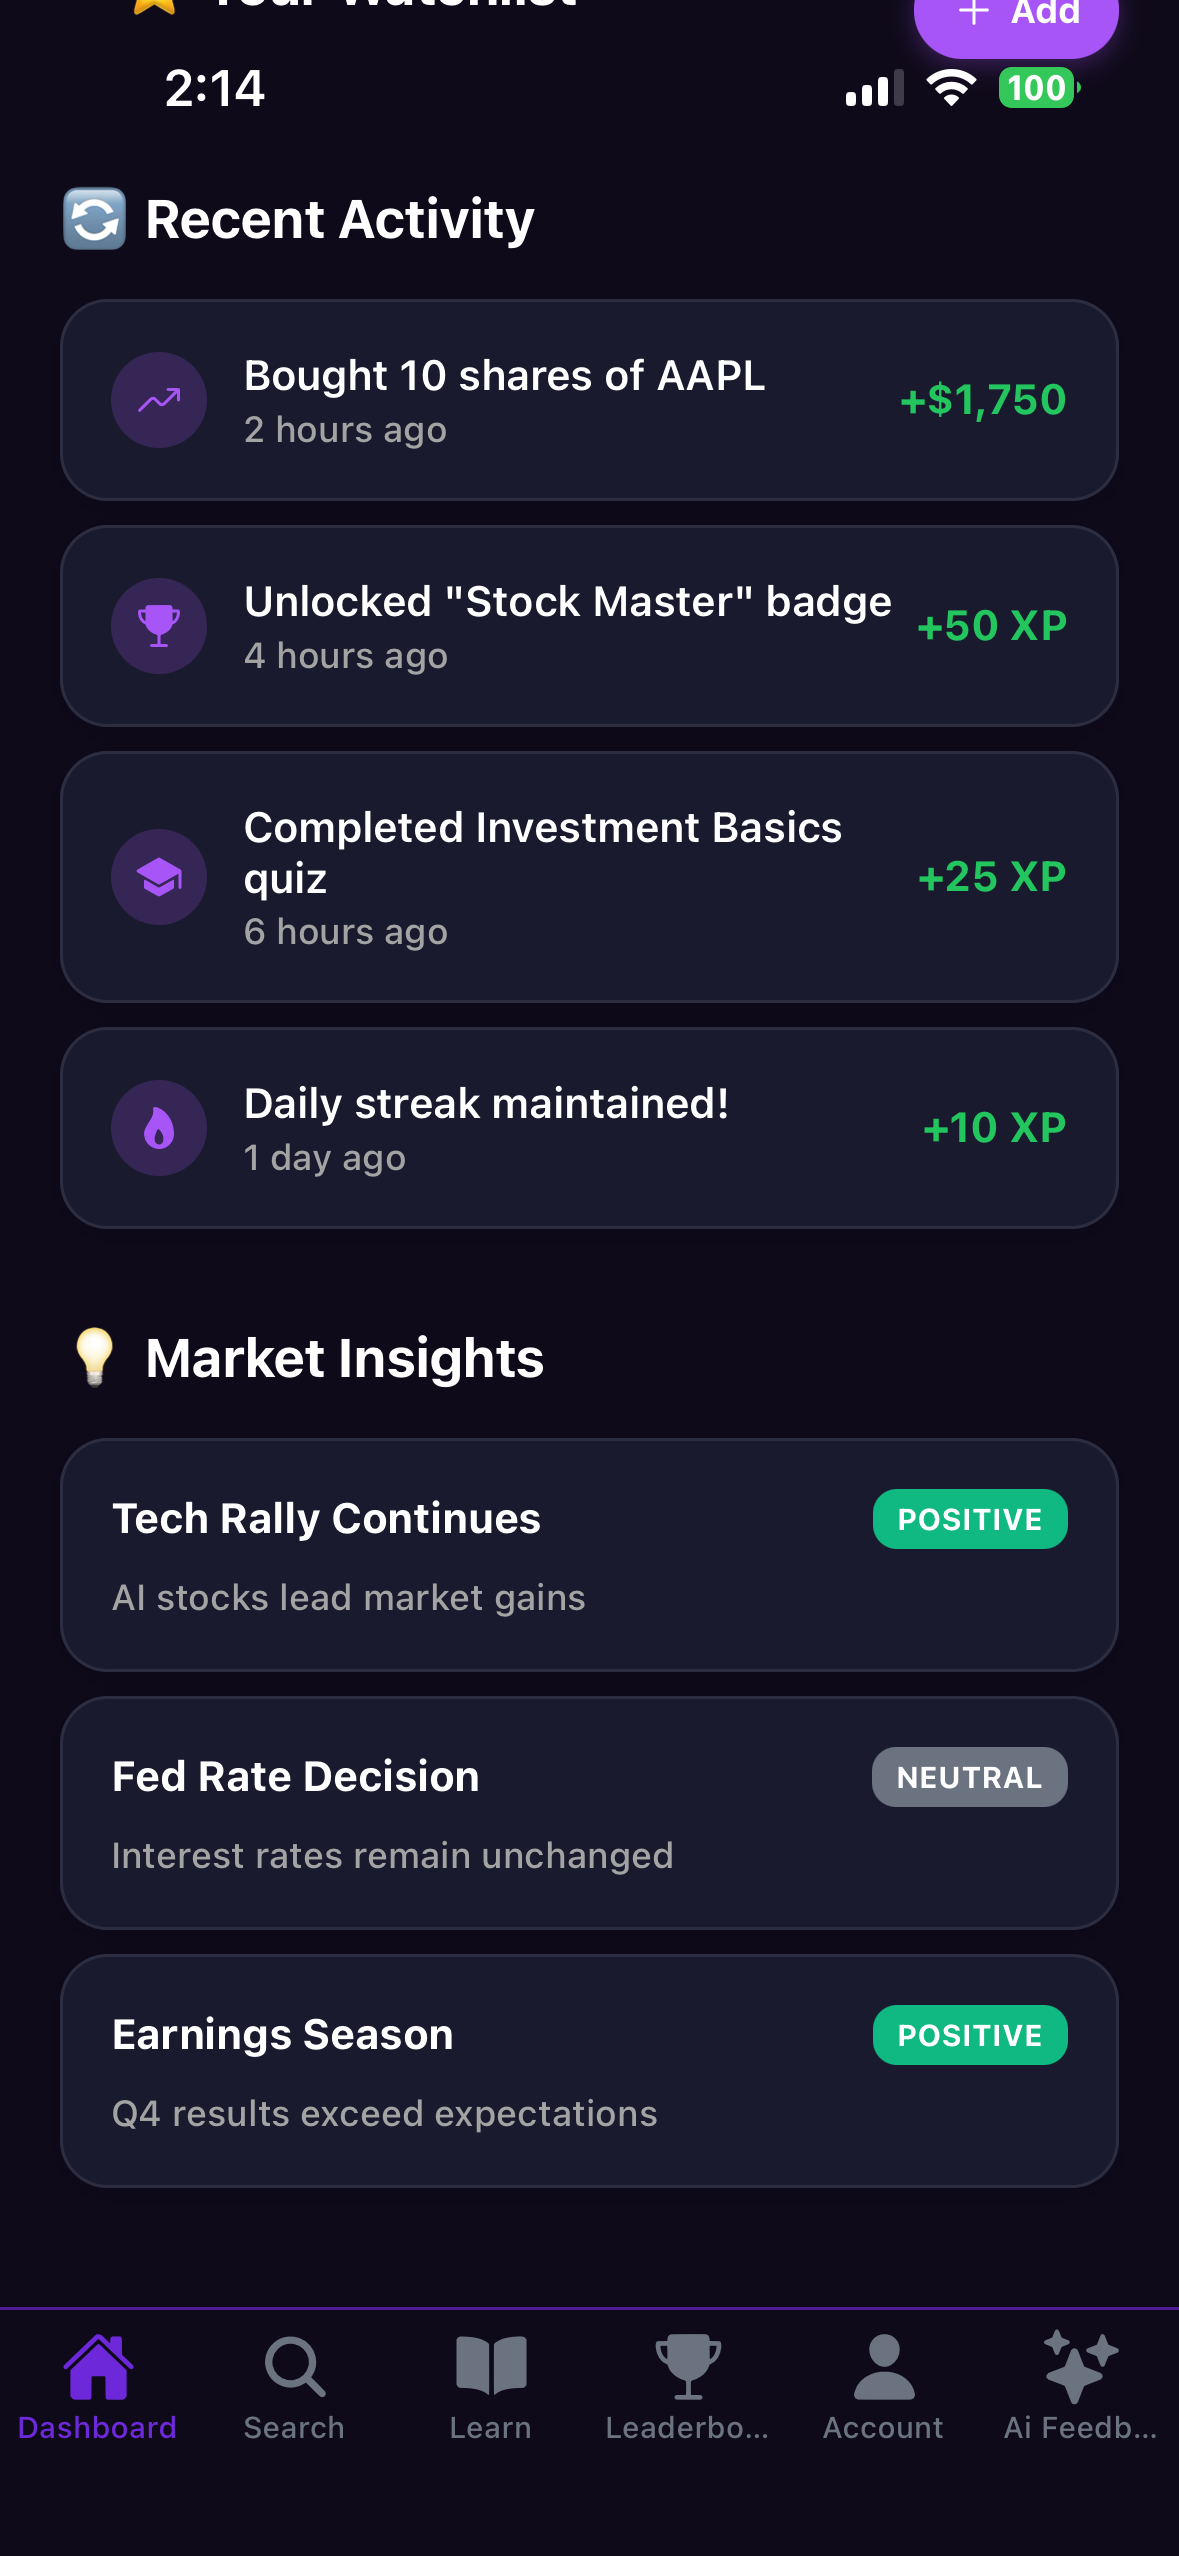 Your Watchlist
+ Add
2:14
100
Recent Activity
Bought 10 shares of AAPL
2 hours ago
+$1,750
Unlocked "Stock Master" badge
4 hours ago
+50 XP
Completed Investment Basics
quiz
6 hours ago
+25 XP
Daily streak maintained!
1 day ago
+10 XP
Market Insights
Tech Rally Continues
POSITIVE
AI stocks lead market gains
Fed Rate Decision
NEUTRAL
Interest rates remain unchanged
Earnings Season
POSITIVE
Q4 results exceed expectations
Dashboard
Search
Learn
Leaderbo...
Account
Ai Feedb...